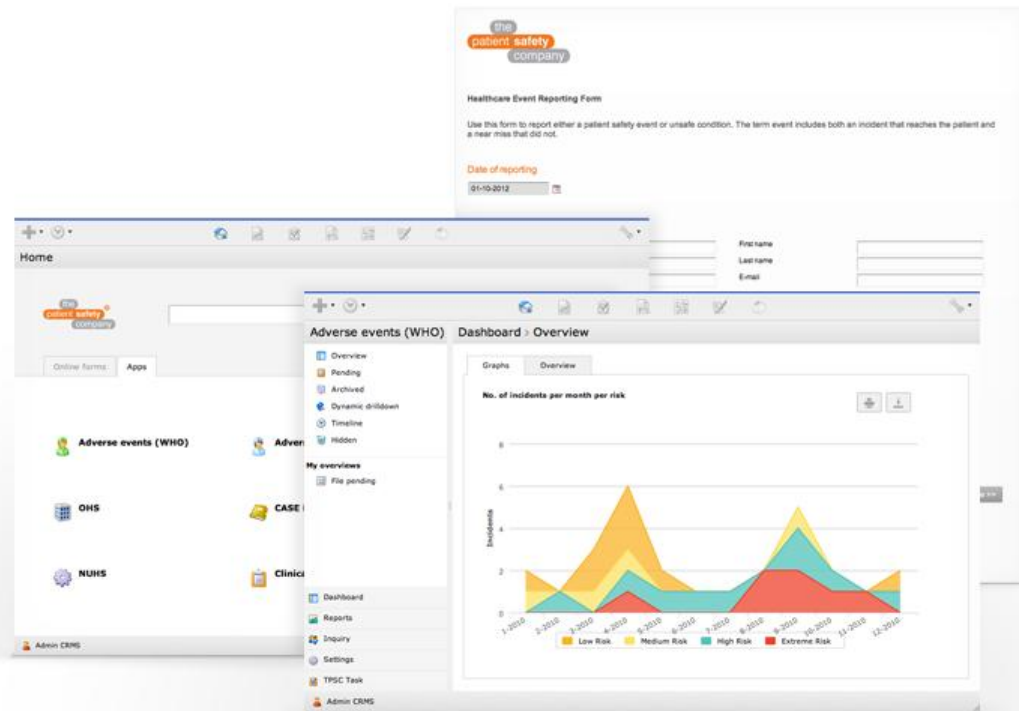 the
patient safety
company
Healthcare Event Reporting Form
Use this form to report either a patient safety event or unsafe condition. The term event includes both an incident that reaches the patient and
a near miss that did not.
Date of reporting
01-10-2012
First name
Last name
E-mail
>>
Home
the
patient safety
company
Online forms
Apps
Adverse events (WHO)
OHS
CASE
NUHS
Admin CRMS
Adverse events (WHO)
Dashboard > Overview
Overview
Pending
Archived
Dynamic drilldown
Timeline
Hidden
My overviews
File pending
Dashboard
Reports
Inquiry
Settings
TPSC Task
Admin CRMS
Graphs
Overview
No. of incidents per month per risk
8
6
4
2
0
Incidents
1-2010
2-2010
3-2010
4-2010
5-2010
6-2010
7-2010
8-2010
9-2010
10-2010
11-2010
12-2010
Low Risk
Medium Risk
High Risk
Extreme Risk